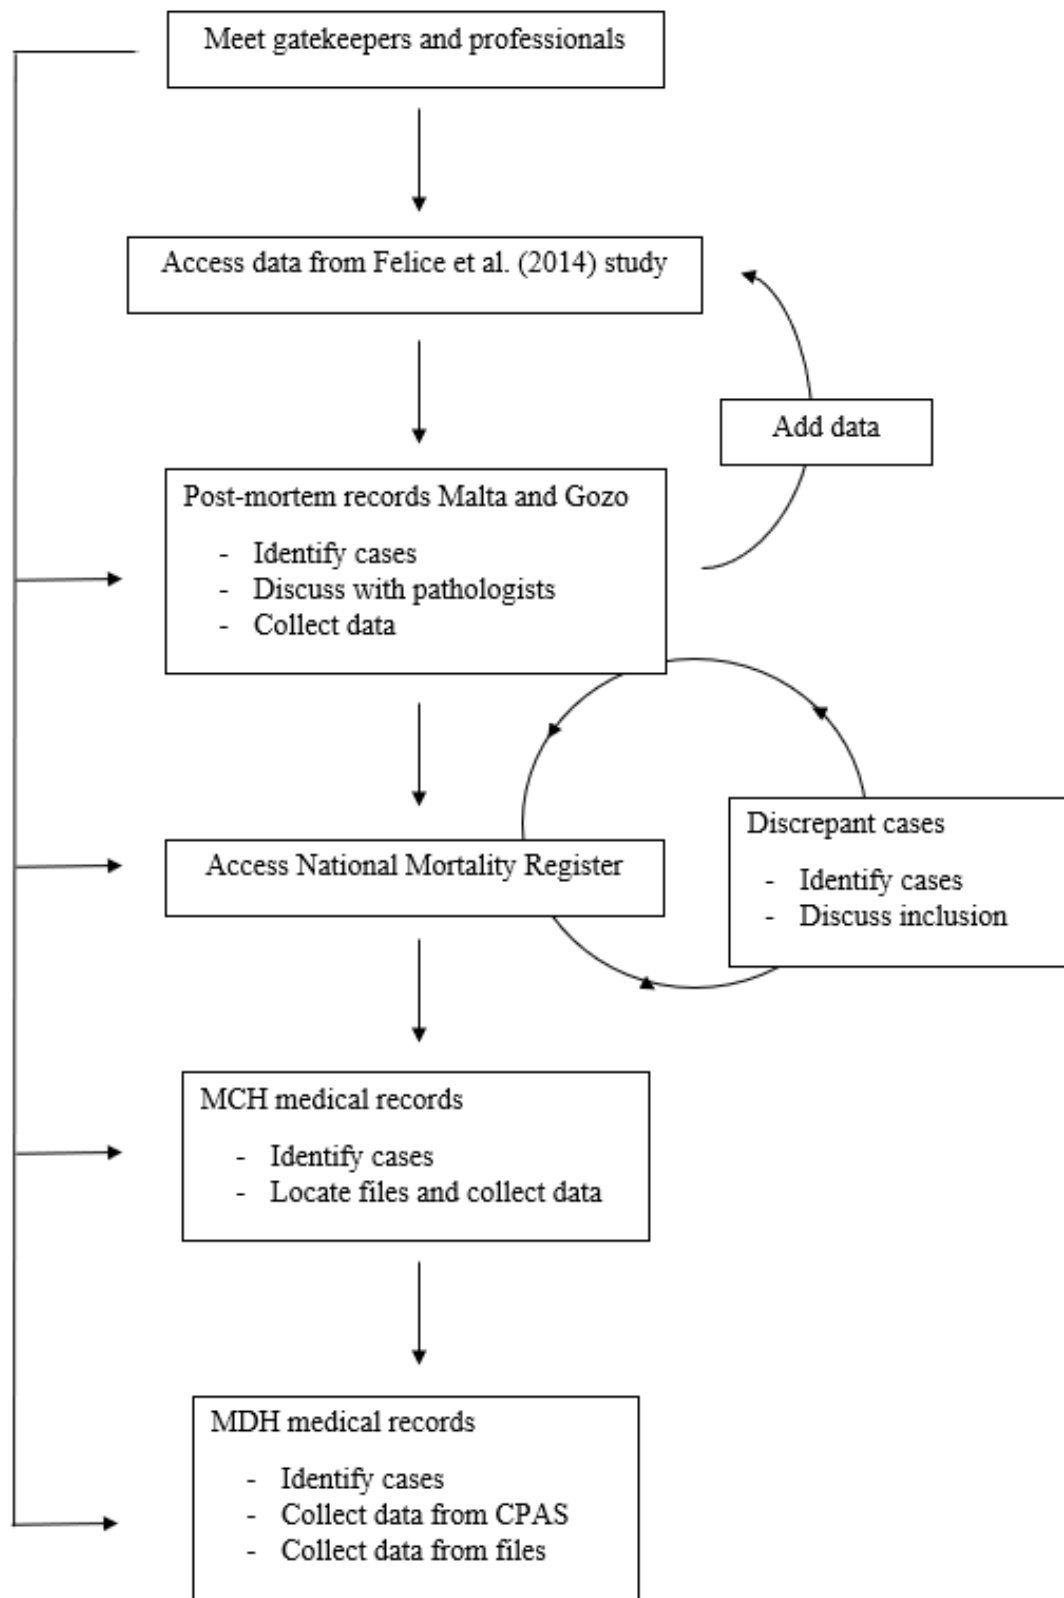 Meet gatekeepers and professionals
Access data from Felice et al. (2014) study
Add data
Post-mortem records Malta and Gozo
- Identify cases
- Discuss with pathologists
- Collect data
Access National Mortality Register
Discrepant cases
- Identify cases
- Discuss inclusion
MCH medical records
- Identify cases
- Locate files and collect data
MDH medical records
- Identify cases
- Collect data from CPAS
- Collect data from files